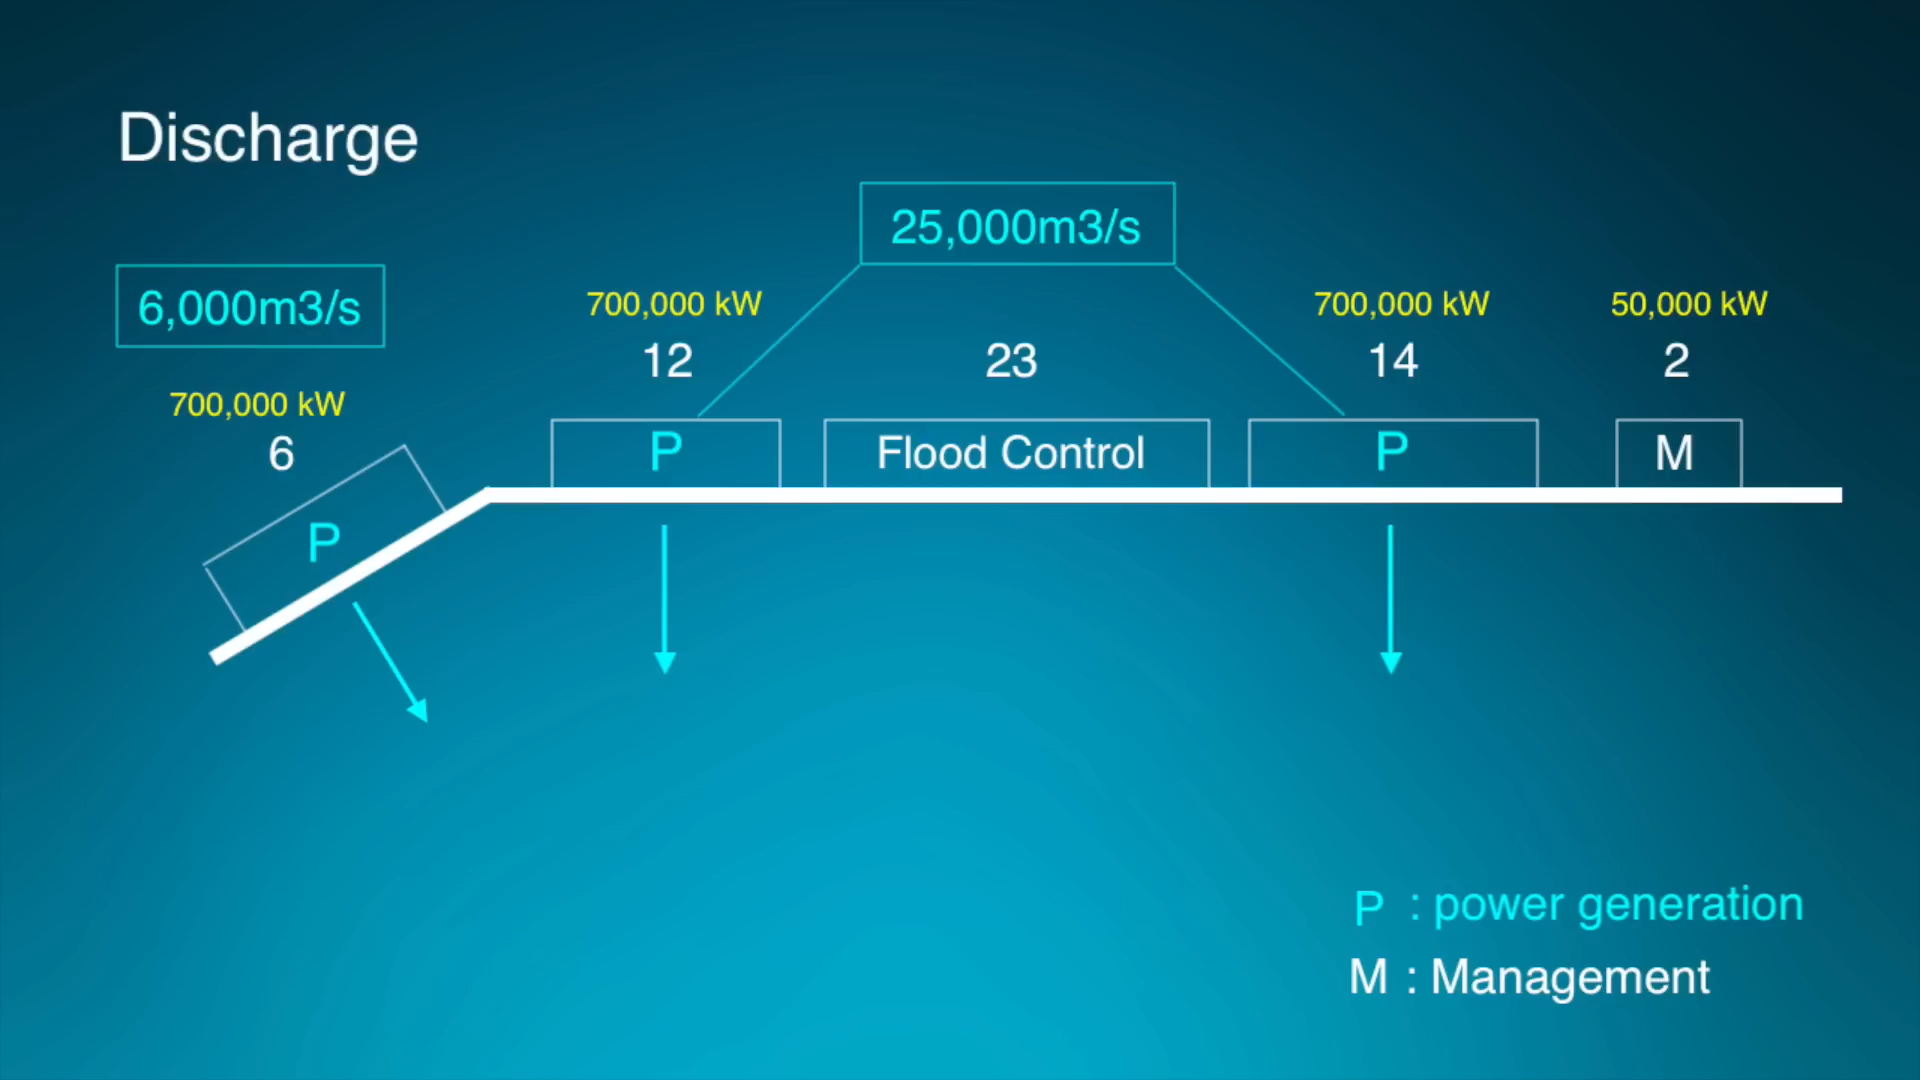 Discharge
25,000m3/s
6,000m3/s
700,000 kW
700,000 kW
50,000 kW
12
23
14
2
700,000 kW
6
P
Flood Control
P
M
P
P : power generation
M : Management